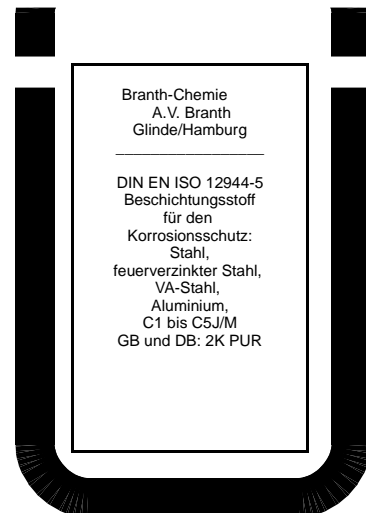 Branth-Chemie
A.V. Branth
Glinde/Hamburg
DIN EN ISO 12944-5
Beschichtungsstoff
für den
Korrosionsschutz:
Stahl,
feuerverzinkter Stahl,
VA-Stahl,
Aluminium,
C1 bis C5J/M
GB und DB: 2K PUR